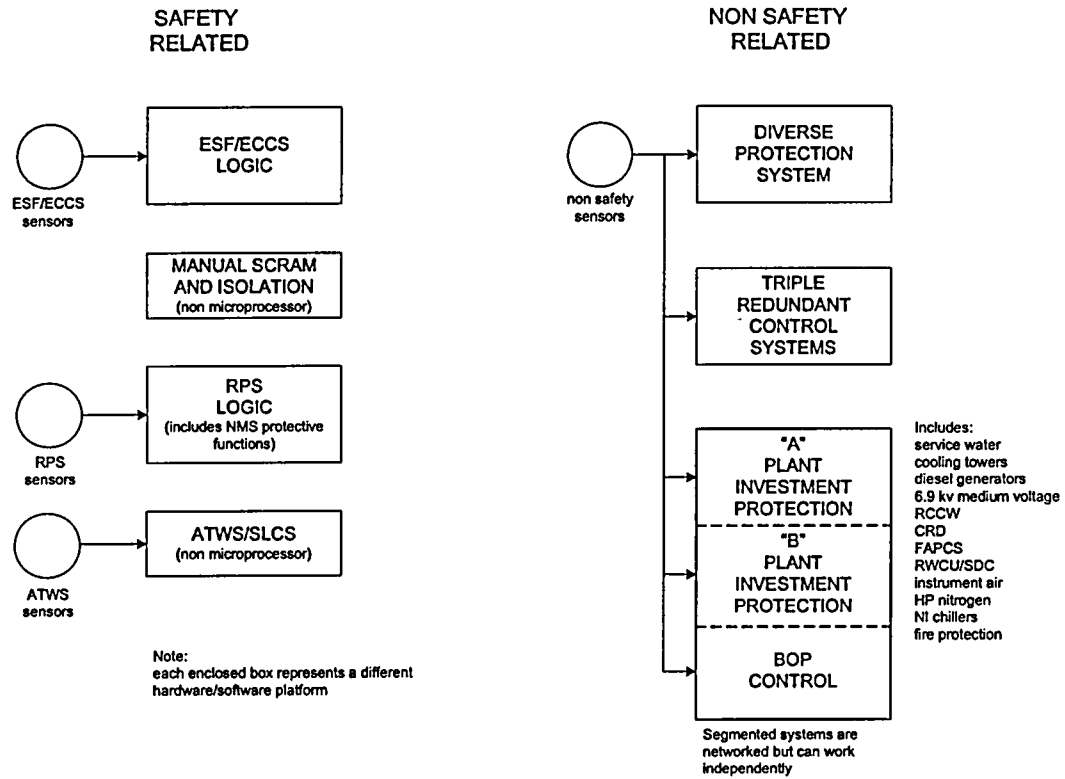 SAFETY
RELATED
ESF/ECCS
LOGIC
ESF/ECCS
sensors
MANUAL SCRAM
AND ISOLATION
(non microprocessor)
RPS
LOGIC
(includes NMS protective
functions)
RPS
sensors
ATWS/SLCS
(non microprocessor)
ATWS
sensors
Note:
each enclosed box represents a different
hardware/software platform
NON SAFETY
RELATED
DIVERSE
PROTECTION
SYSTEM
non safety
sensors
TRIPLE
REDUNDANT
CONTROL
SYSTEMS
"A"
PLANT
INVESTMENT
PROTECTION
"B"
PLANT
INVESTMENT
PROTECTION
BOP
CONTROL
Includes:
service water
cooling towers
diesel generators
6.9 kv medium voltage
RCCW
CRD
FAPCS
RWCU/SDC
instrument air
HP nitrogen
NI chillers
fire protection
Segmented systems are
networked but can work
independently